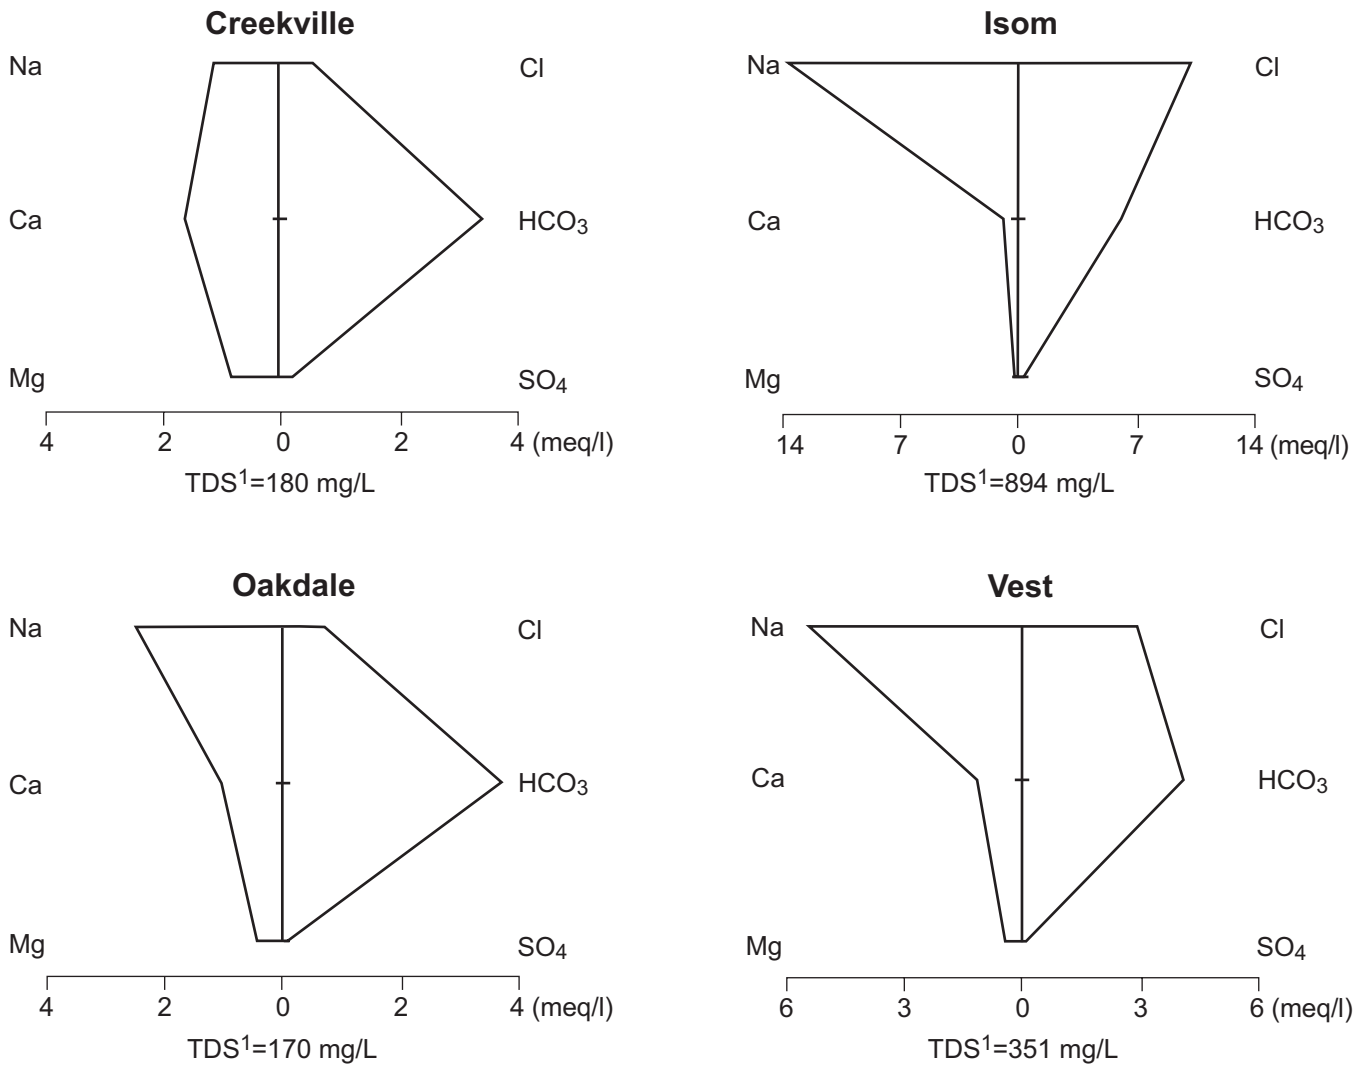 Creekville
Na
Cl
Ca
HCO3
Mg
SO4
4 2 0 2 4 (meq/l)
TDS1=180 mg/L
Isom
Na
Cl
Ca
HCO3
Mg
SO4
14 7 0 7 14 (meq/l)
TDS1=894 mg/L
Oakdale
Na
Cl
Ca
HCO3
Mg
SO4
4 2 0 2 4 (meq/l)
TDS1=170 mg/L
Vest
Na
Cl
Ca
HCO3
Mg
SO4
6 3 0 3 6 (meq/l)
TDS1=351 mg/L